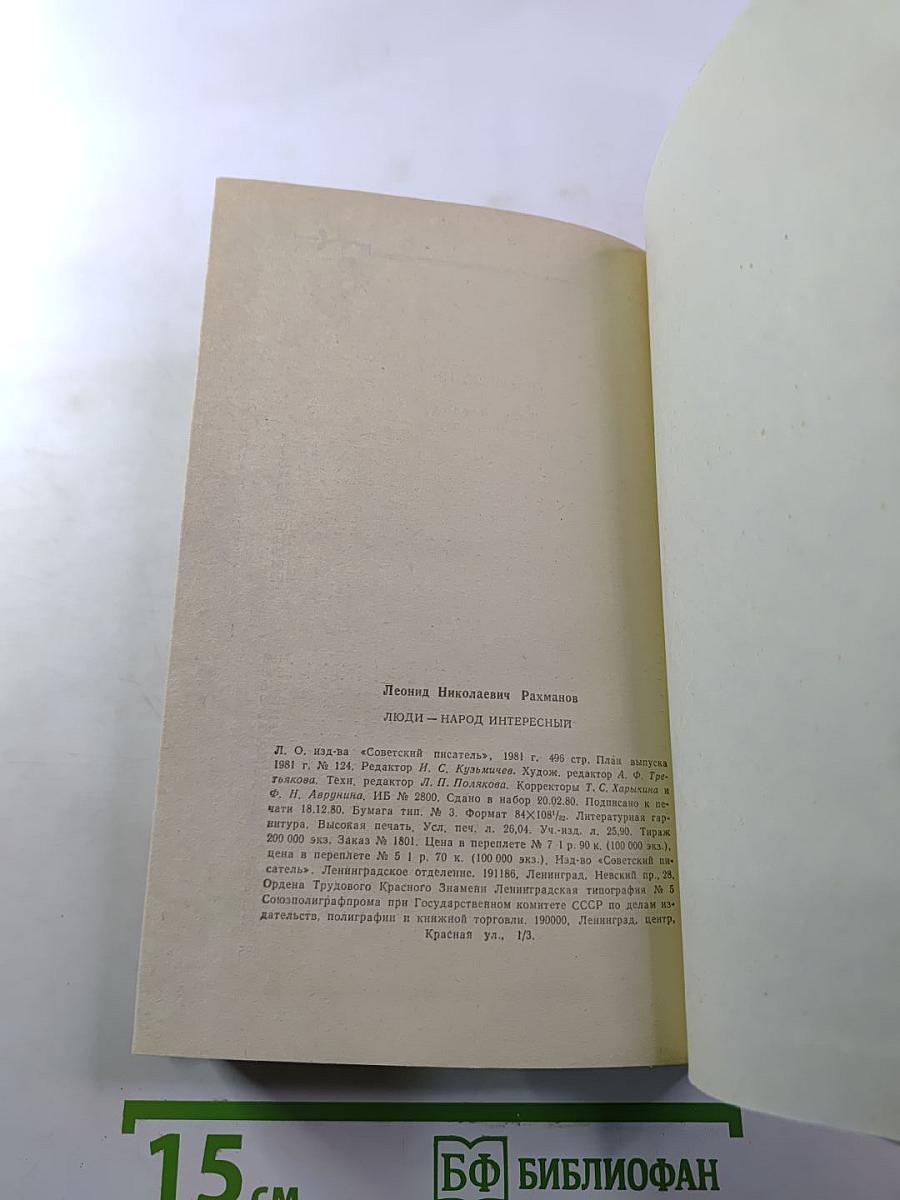 Леонид Николаевич Рахманов
ЛЮДИ — НАРОД ИНТЕРЕСНЫЙ
Л. О. изд-ва «Советский писатель», 1981 г. 496 стр. План выпуска
1981 г. № 124. Редактор И. С. Кузьмичев. Худож. редактор А. Ф. Тре-
тьякова. Техн. редактор Л. П. Полякова. Корректоры Т. С. Харыкина и
Ф. Н. Аврунина. ИБ № 2800. Сдано в набор 20.02.80. Подписано к пе-
чати 18.12.80. Бумага тип. № 3. Формат 84×108¹/₃₂. Литературная гар-
нитура. Высокая печать. Усл. печ. л. 26,04. Уч.-изд. л. 25,90. Тираж
200 000 экз. Заказ № 1801. Цена в переплете № 7 1 р. 90 к. (100 000 экз.),
цена в переплете № 5 1 р. 70 к. (100 000 экз.). Изд-во «Советский пи-
сатель». Ленинградское отделение. 191186, Ленинград, Невский пр., 28.
Ордена Трудового Красного Знамени Ленинградская типография № 5
Союзполиграфпрома при Государственном комитете СССР по делам из-
дательств, полиграфии и книжной торговли. 190000, Ленинград, центр,
Красная ул., 1/3.
15 см
БФ БИБЛИОФАН